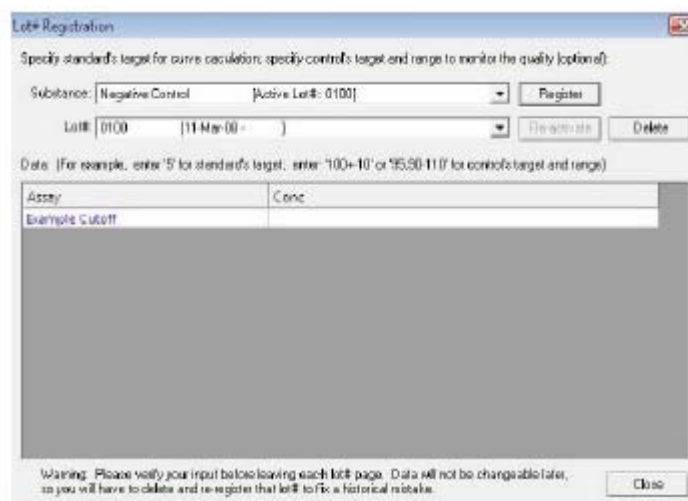 Lot# Registration
Specify standard's target for curve caculation; specify control's target and range to monitor the quality (optional):
Substance: Negative Control [Active Lot#: 0100] Register
Lot#: 0100 [11-Mar-08 - ] Re-activate Delete
Data: (For example, enter '5' for standard's target; enter '100+-10' or '95,90-110' for control's target and range)
Assay Conc
Example Cutoff
Warning: Please verify your input before leaving each lot# page. Data will not be changeable later,
so you will have to delete and re-register that lot# to fix a historical mistake.
Close